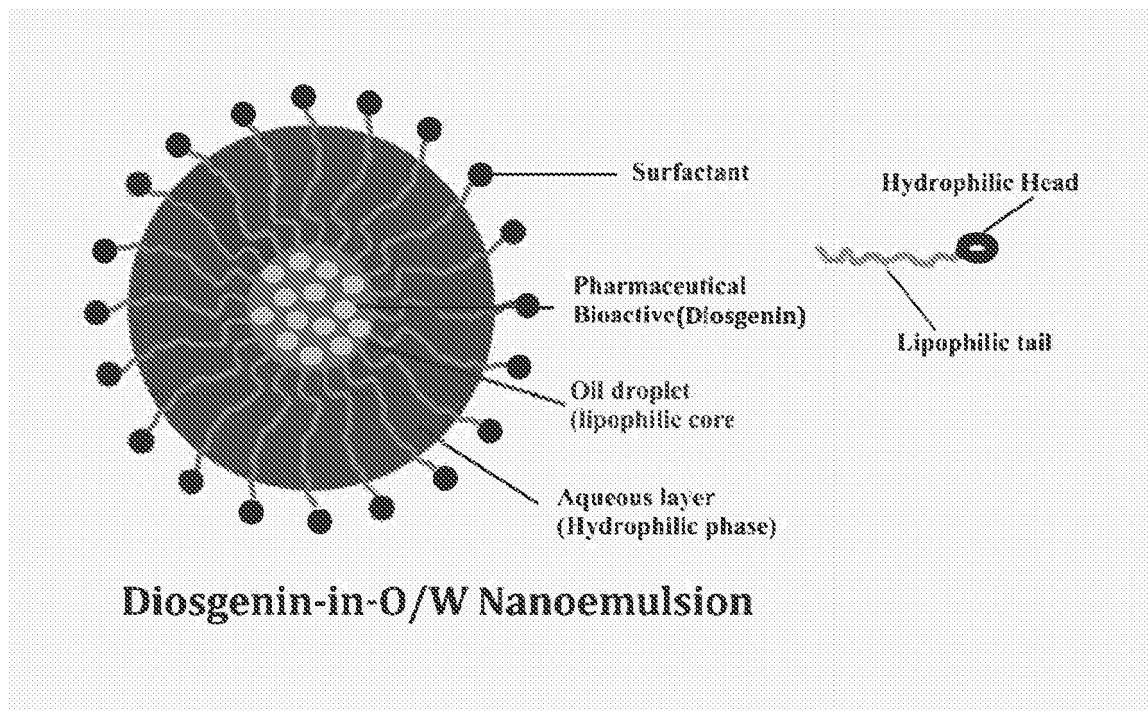 Surfactant
Hydrophilic Head
Pharmaceutical
Bioactive(Diosgenin)
Lipophilic tail
Oil droplet
(lipophilic core
Aqueous layer
(Hydrophilic phase)
Diosgenin-in-O/W Nanoemulsion